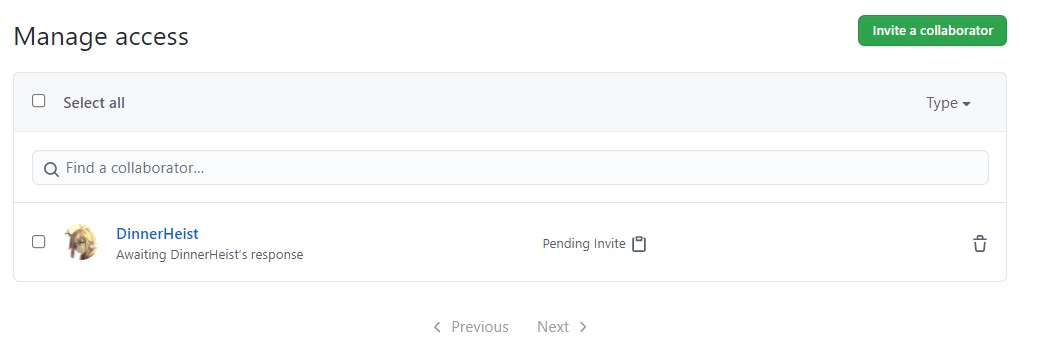 Manage access
Invite a collaborator
Select all
Type
Find a collaborator...
DinnerHeist
Pending Invite
Awaiting DinnerHeist's response
Previous Next